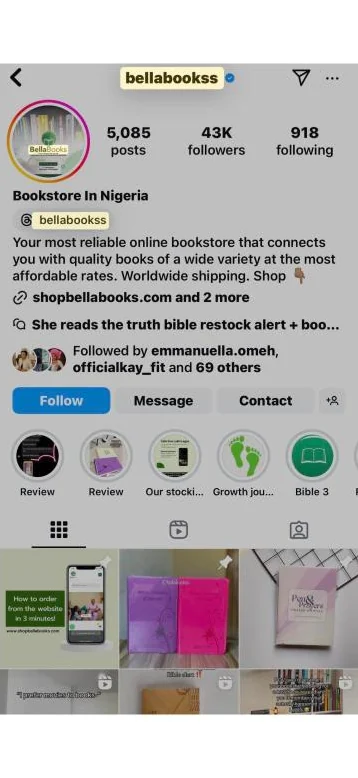 bellabookss
BellaBooks
5,085
posts
43K
followers
918
following
Bookstore In Nigeria
bellabookss
Your most reliable online bookstore that connects
you with quality books of a wide variety at the most
affordable rates. Worldwide shipping. Shop 👇🏽
shopbellabooks.com and 2 more
She reads the truth bible restock alert + boo...
Followed by emmanuella.omeh,
officialkay_fit and 69 others
Follow
Message
Contact
Review
Review
Our stocki...
Growth jou...
Bible 3
How to order
from the website
in 3 minutes!
www.shopbellabooks.com
Pen&
Prayers
"I prefer movies to books"
Bible alert ‼️